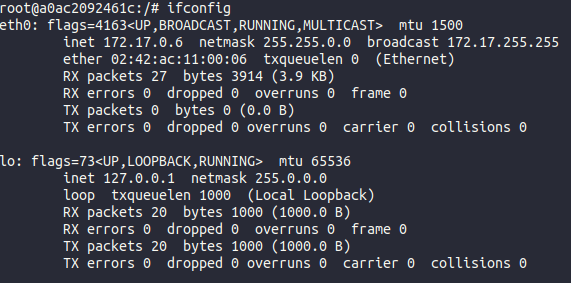 root@a0ac2092461c:/# ifconfig
eth0: flags=4163<UP,BROADCAST,RUNNING,MULTICAST>  mtu 1500
        inet 172.17.0.6  netmask 255.255.0.0  broadcast 172.17.255.255
        ether 02:42:ac:11:00:06  txqueuelen 0  (Ethernet)
        RX packets 27  bytes 3914 (3.9 KB)
        RX errors 0  dropped 0  overruns 0  frame 0
        TX packets 0  bytes 0 (0.0 B)
        TX errors 0  dropped 0 overruns 0  carrier 0  collisions 0

lo: flags=73<UP,LOOPBACK,RUNNING>  mtu 65536
        inet 127.0.0.1  netmask 255.0.0.0
        loop  txqueuelen 1000  (Local Loopback)
        RX packets 20  bytes 1000 (1000.0 B)
        RX errors 0  dropped 0  overruns 0  frame 0
        TX packets 20  bytes 1000 (1000.0 B)
        TX errors 0  dropped 0 overruns 0  carrier 0  collisions 0